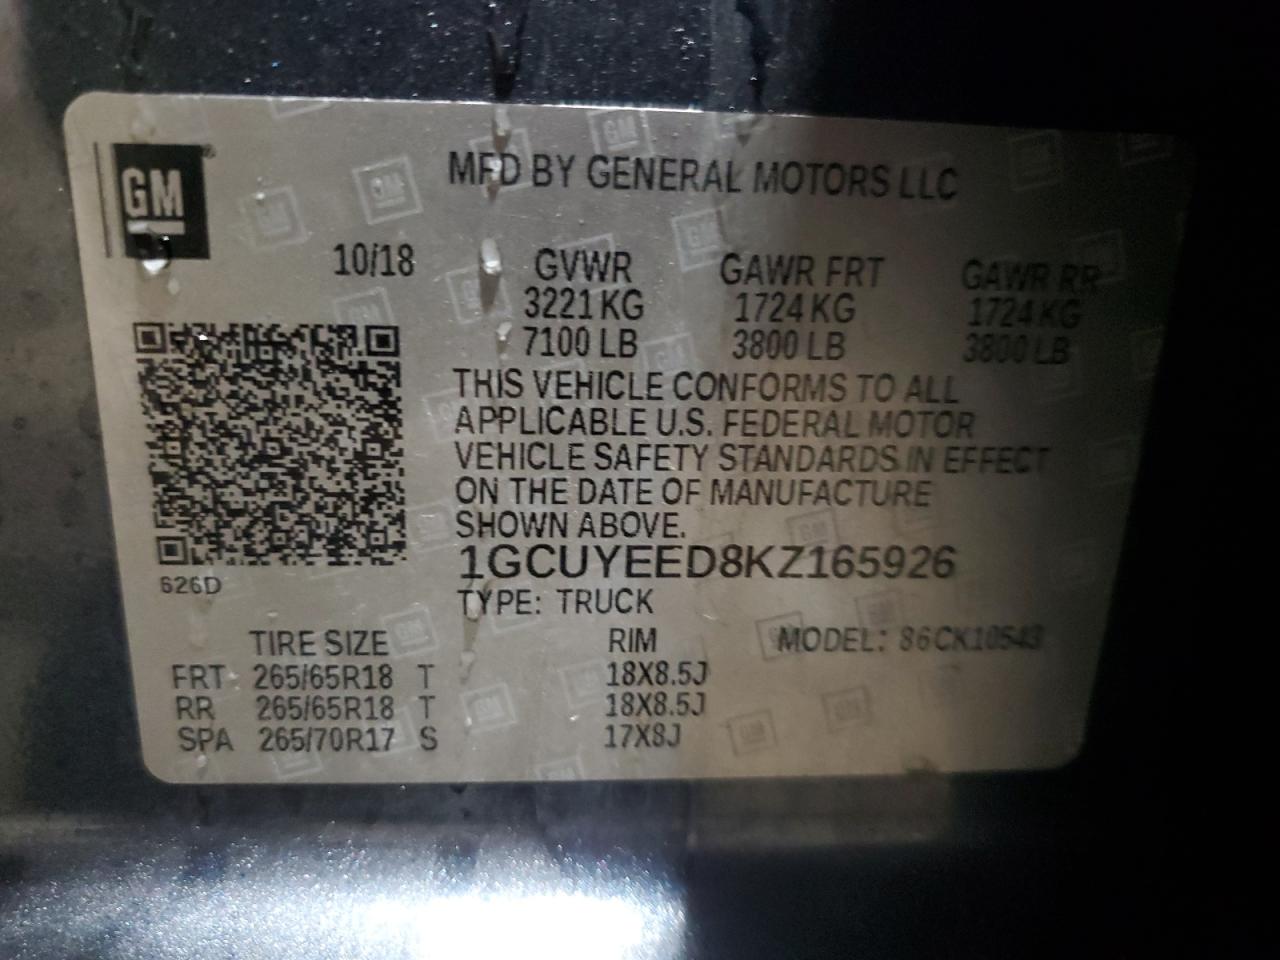 GM
MFD BY GENERAL MOTORS LLC
10/18 GVWR GAWR FRT GAWR RR
3221 KG 1724 KG 1724 KG
7100 LB 3800 LB 3800 LB
THIS VEHICLE CONFORMS TO ALL
APPLICABLE U.S. FEDERAL MOTOR
VEHICLE SAFETY STANDARDS IN EFFECT
ON THE DATE OF MANUFACTURE
SHOWN ABOVE.
1GCUYEED8KZ165926
626D
TYPE: TRUCK
TIRE SIZE RIM MODEL: 86CK10543
FRT 265/65R18 T 18X8.5J
RR 265/65R18 T 18X8.5J
SPA 265/70R17 S 17X8J